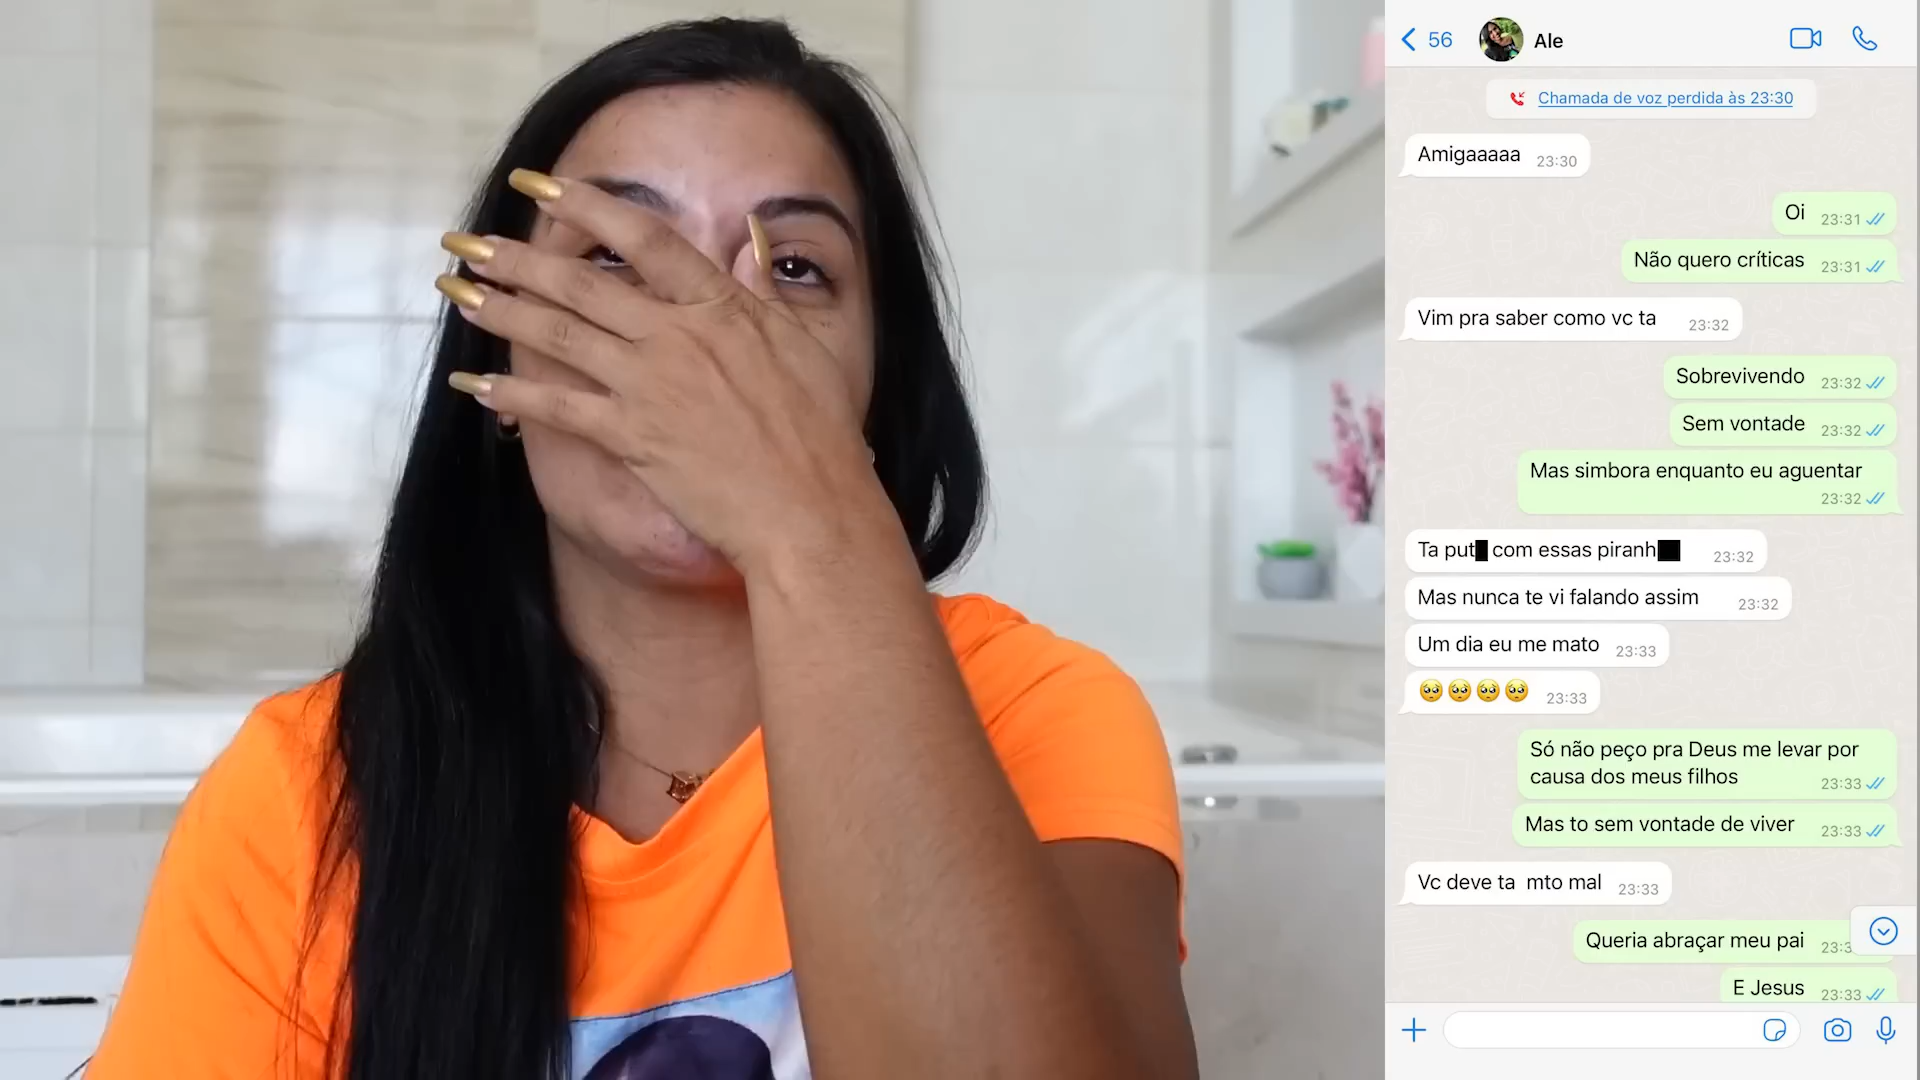 56
Ale
Chamada de voz perdida às 23:30
Amigaaaaa 23:30
Oi 23:31
Não quero críticas 23:31
Vim pra saber como vc ta 23:32
Sobrevivendo 23:32
Sem vontade 23:32
Mas simbora enquanto eu aguentar
23:32
Ta put com essas piranh 23:32
Mas nunca te vi falando assim 23:32
Um dia eu me mato 23:33
🥺🥺🥺🥺 23:33
Só não peço pra Deus me levar por
causa dos meus filhos 23:33
Mas to sem vontade de viver 23:33
Vc deve ta mto mal 23:33
Queria abraçar meu pai
E Jesus 23:33